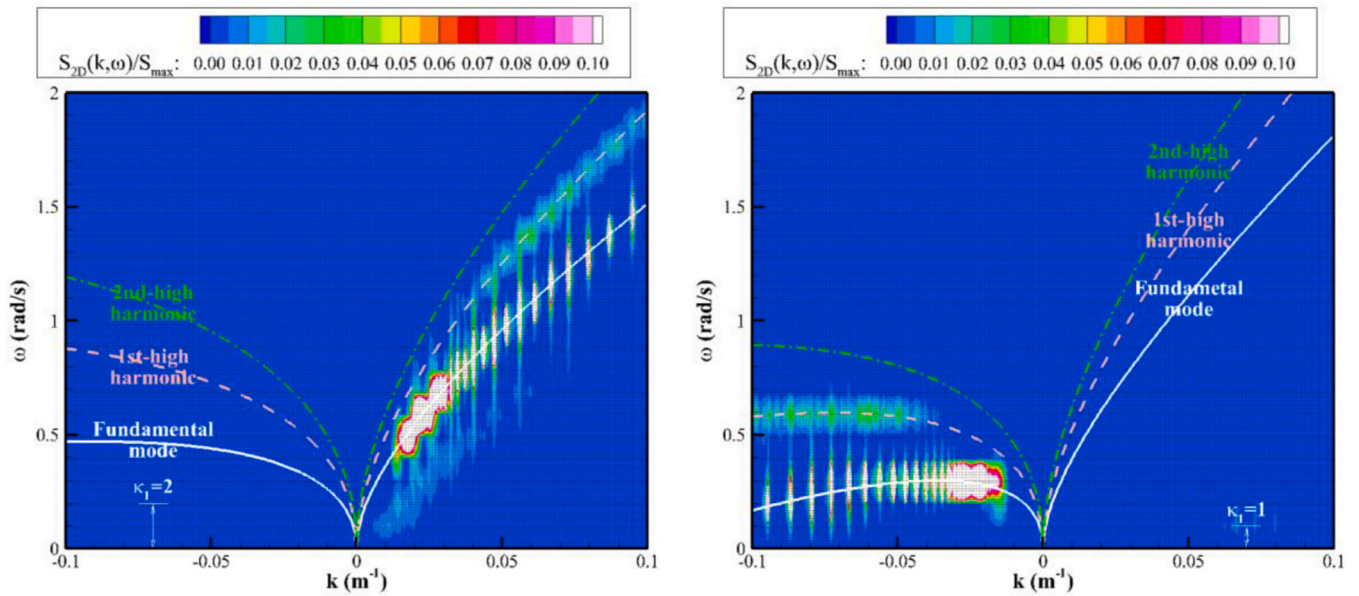 S2D(k,ω)/Smax: 0.00 0.01 0.02 0.03 0.04 0.05 0.06 0.07 0.08 0.09 0.10
2
1.5
1
0.5
0
ω (rad/s)
2nd-high
harmonic
1st-high
harmonic
Fundamental
mode
κ1=2
-0.1 -0.05 0 0.05 0.1
k (m-1)
S2D(k,ω)/Smax: 0.00 0.01 0.02 0.03 0.04 0.05 0.06 0.07 0.08 0.09 0.10
2
1.5
1
0.5
0
ω (rad/s)
2nd-high
harmonic
1st-high
harmonic
Fundametal
mode
κ1=1
-0.1 -0.05 0 0.05 0.1
k (m-1)